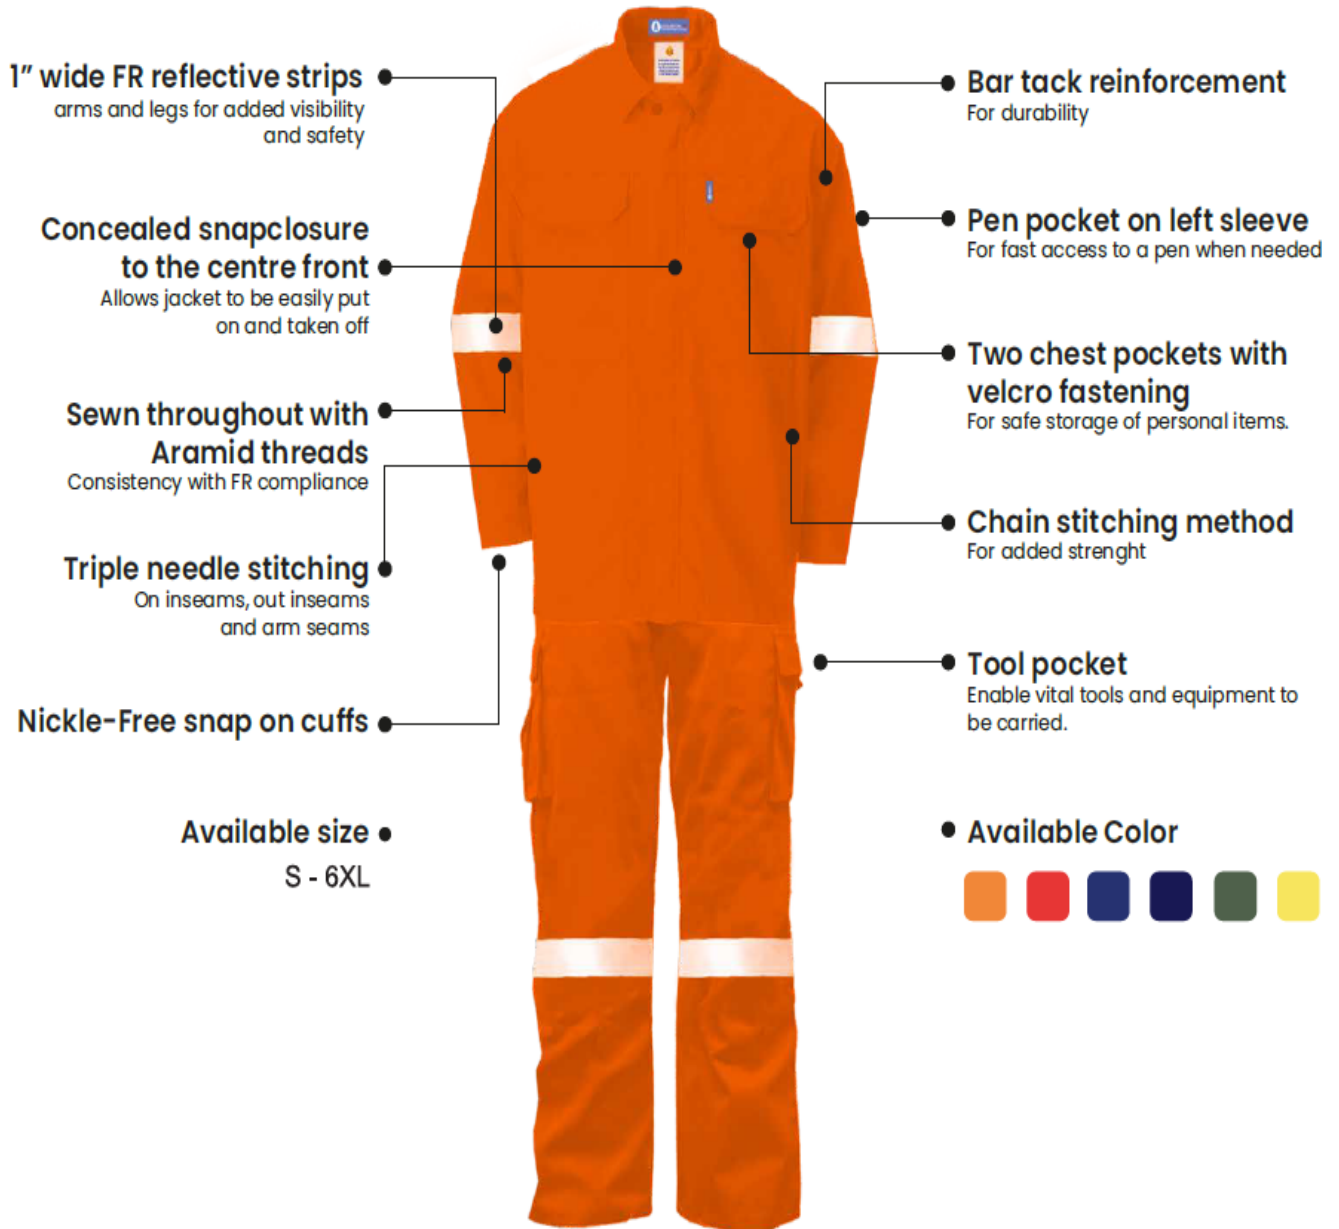 1” wide FR reflective strips
arms and legs for added visibility
and safety
Concealed snapclosure
to the centre front
Allows jacket to be easily put
on and taken off
Sewn throughout with
Aramid threads
Consistency with FR compliance
Triple needle stitching
On inseams, out inseams
and arm seams
Nickle-Free snap on cuffs
Available size
S - 6XL
Bar tack reinforcement
For durability
Pen pocket on left sleeve
For fast access to a pen when needed
Two chest pockets with
velcro fastening
For safe storage of personal items.
Chain stitching method
For added strenght
Tool pocket
Enable vital tools and equipment to
be carried.
Available Color